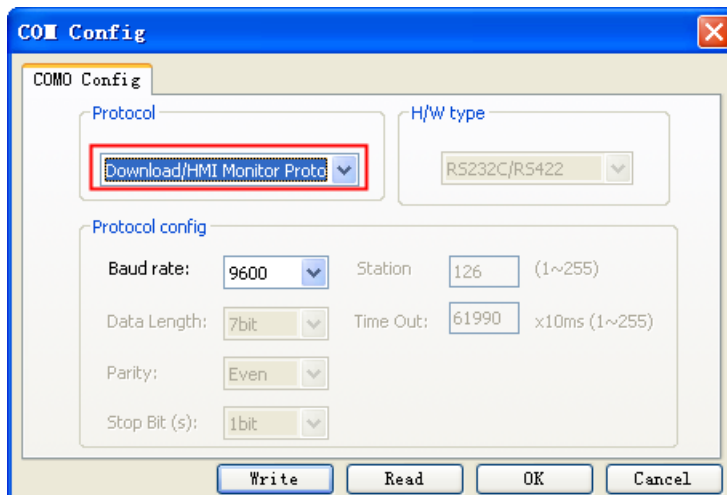 COM Config
COM0 Config
Protocol
H/W type
Download/HMI Monitor Proto
RS232C/RS422
Protocol config
Baud rate: 9600 Station 126 (1~255)
Data Length: 7bit Time Out: 61990 x10ms (1~255)
Parity: Even
Stop Bit (s): 1bit
Write Read OK Cancel